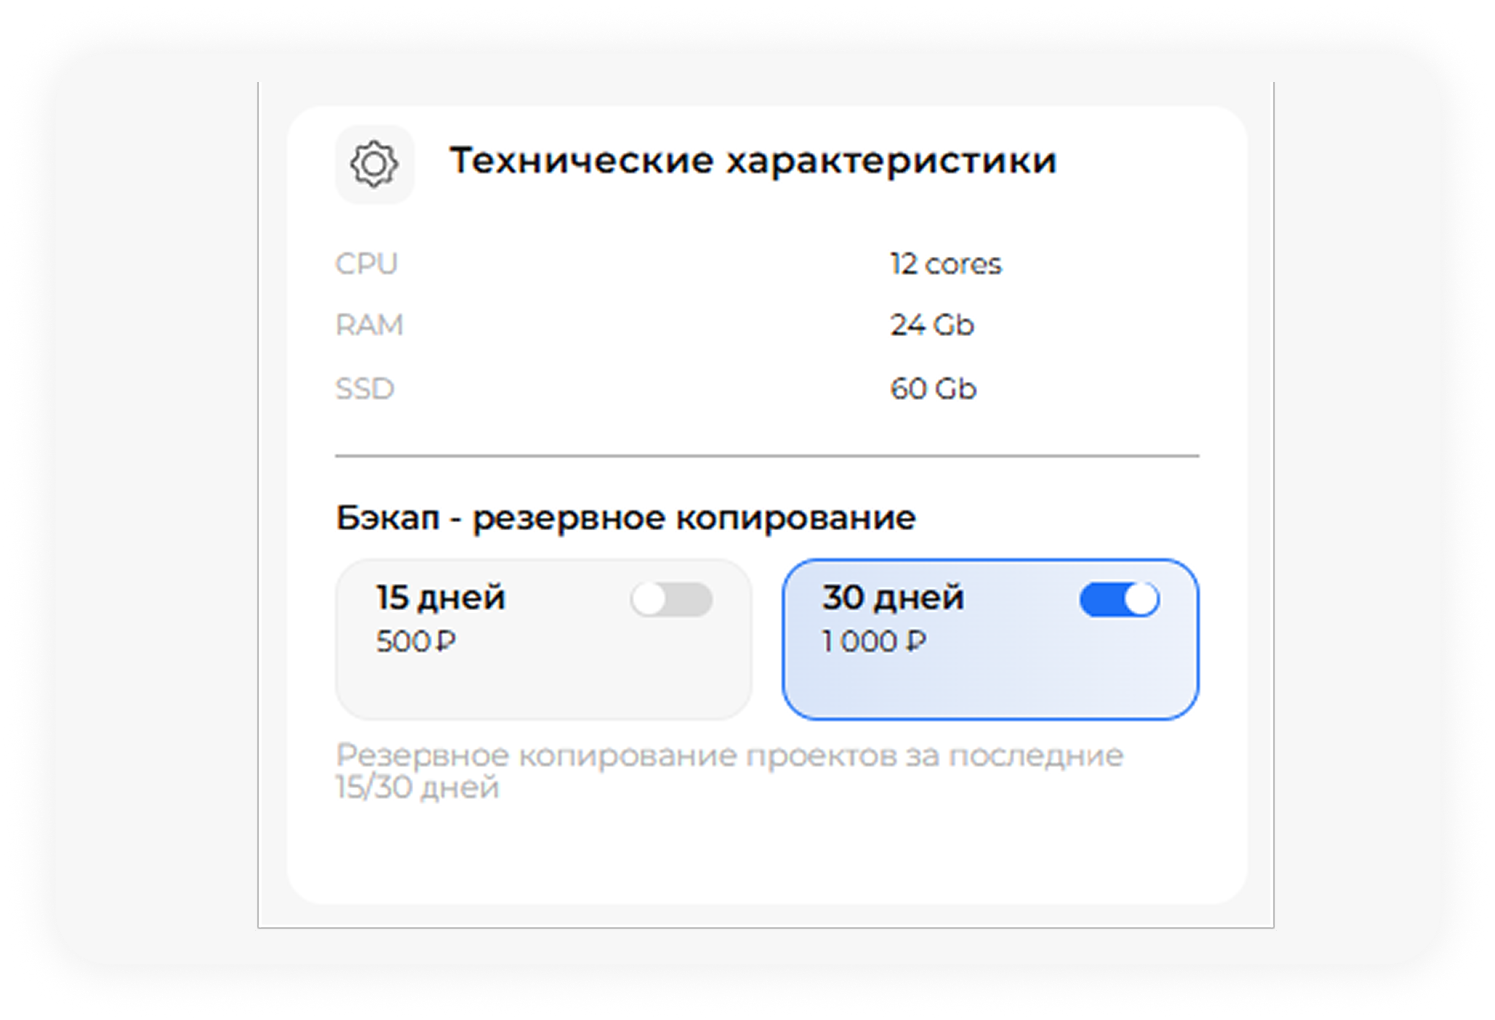 Технические характеристики
CPU 12 cores
RAM 24 Gb
SSD 60 Gb
Бэкап - резервное копирование
15 дней
500 ₽
30 дней
1 000 ₽
Резервное копирование проектов за последние
15/30 дней